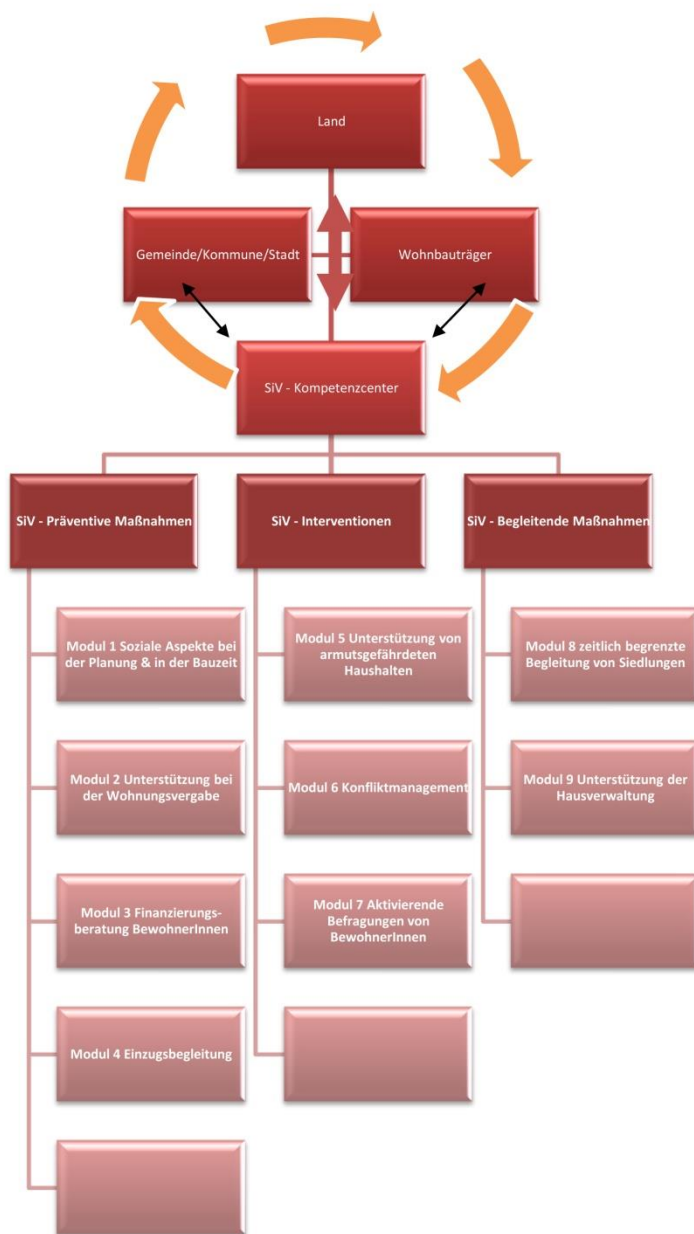 Land
Gemeinde/Kommune/Stadt
Wohnbauträger
SiV - Kompetenzcenter
SiV - Präventive Maßnahmen
SiV - Interventionen
SiV - Begleitende Maßnahmen
Modul 1 Soziale Aspekte bei
der Planung & in der Bauzeit
Modul 2 Unterstützung bei
der Wohnungsvergabe
Modul 3 Finanzierungs-
beratung BewohnerInnen
Modul 4 Einzugsbegleitung
Modul 5 Unterstützung von
armutsgefährdeten
Haushalten
Modul 6 Konfliktmanagement
Modul 7 Aktivierende
Befragungen von
BewohnerInnen
Modul 8 zeitlich begrenzte
Begleitung von Siedlungen
Modul 9 Unterstützung der
Hausverwaltung